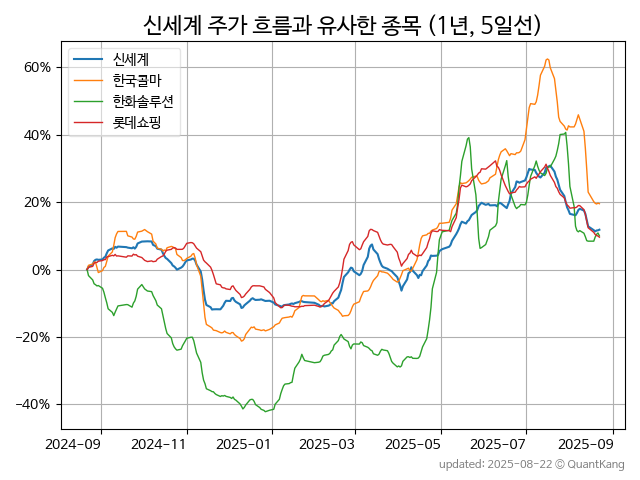 신세계 주가 흐름과 유사한 종목 (1년, 5일선)
신세계
한국콜마
한화솔루션
롯데쇼핑
60%
40%
20%
0%
−20%
−40%
2024-09 2024-11 2025-01 2025-03 2025-05 2025-07 2025-09
updated: 2025-08-22 © QuantKang